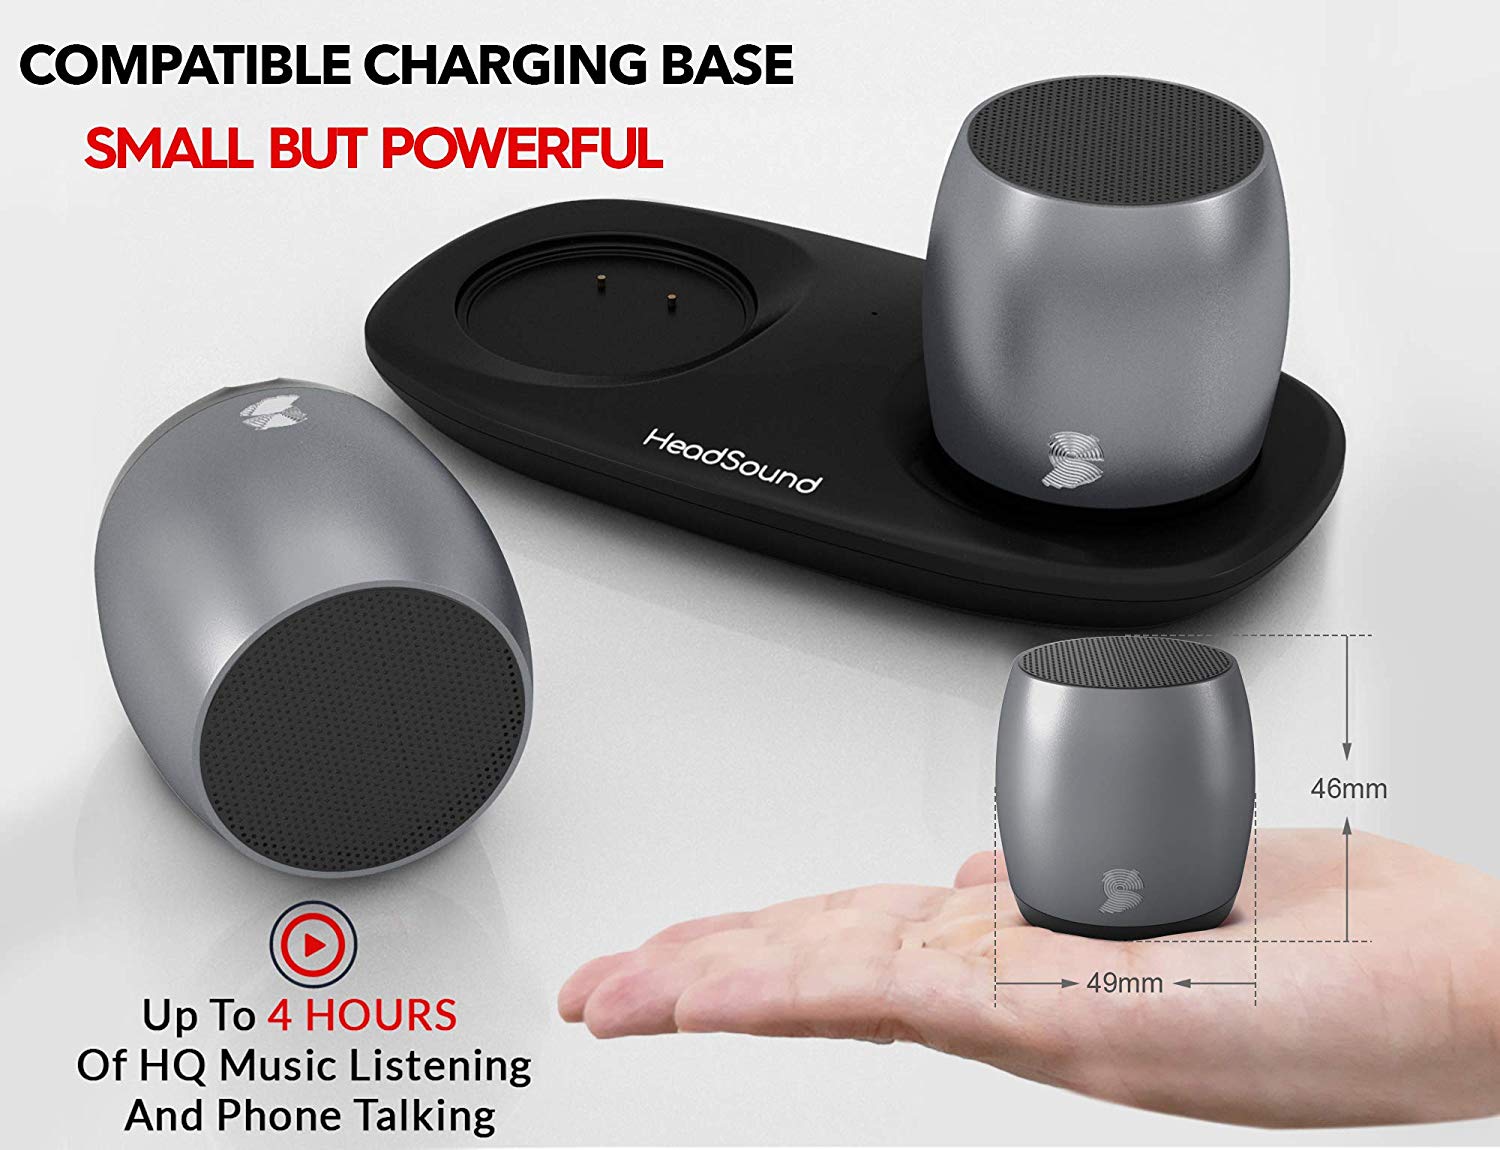 COMPATIBLE CHARGING BASE
SMALL BUT POWERFUL
HeadSound
46mm
49mm
Up To 4 HOURS
Of HQ Music Listening
And Phone Talking